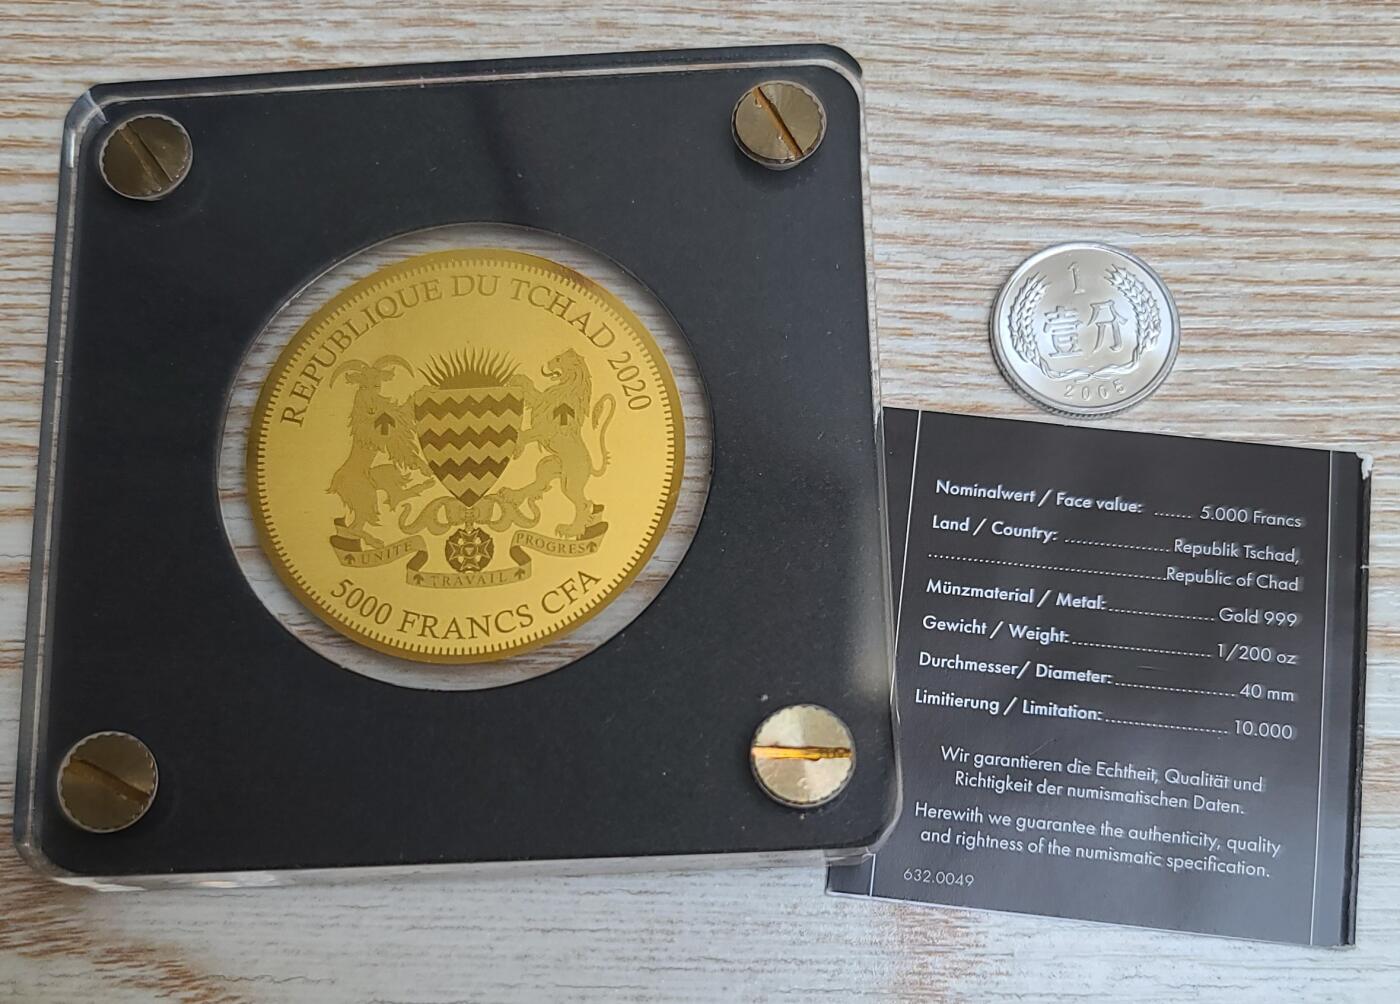 REPUBLIQUE DU TCHAD 2020
UNITE
TRAVAIL
PROGRES
5000 FRANCS CFA
1
壹分
2005
Nominalwert / Face value: ...... 5.000 Francs
Land / Country: ...................... Republik Tschad,
...................................................Republic of Chad
Münzmaterial / Metal: .................... Gold 999
Gewicht / Weight: ............................ 1/200 oz
Durchmesser/ Diameter: ....................... 40 mm
Limitierung / Limitation: ....................... 10.000
Wir garantieren die Echtheit, Qualität und
Richtigkeit der numismatischen Daten.
Herewith we guarantee the authenticity, quality
and rightness of the numismatic specification.
632.0049